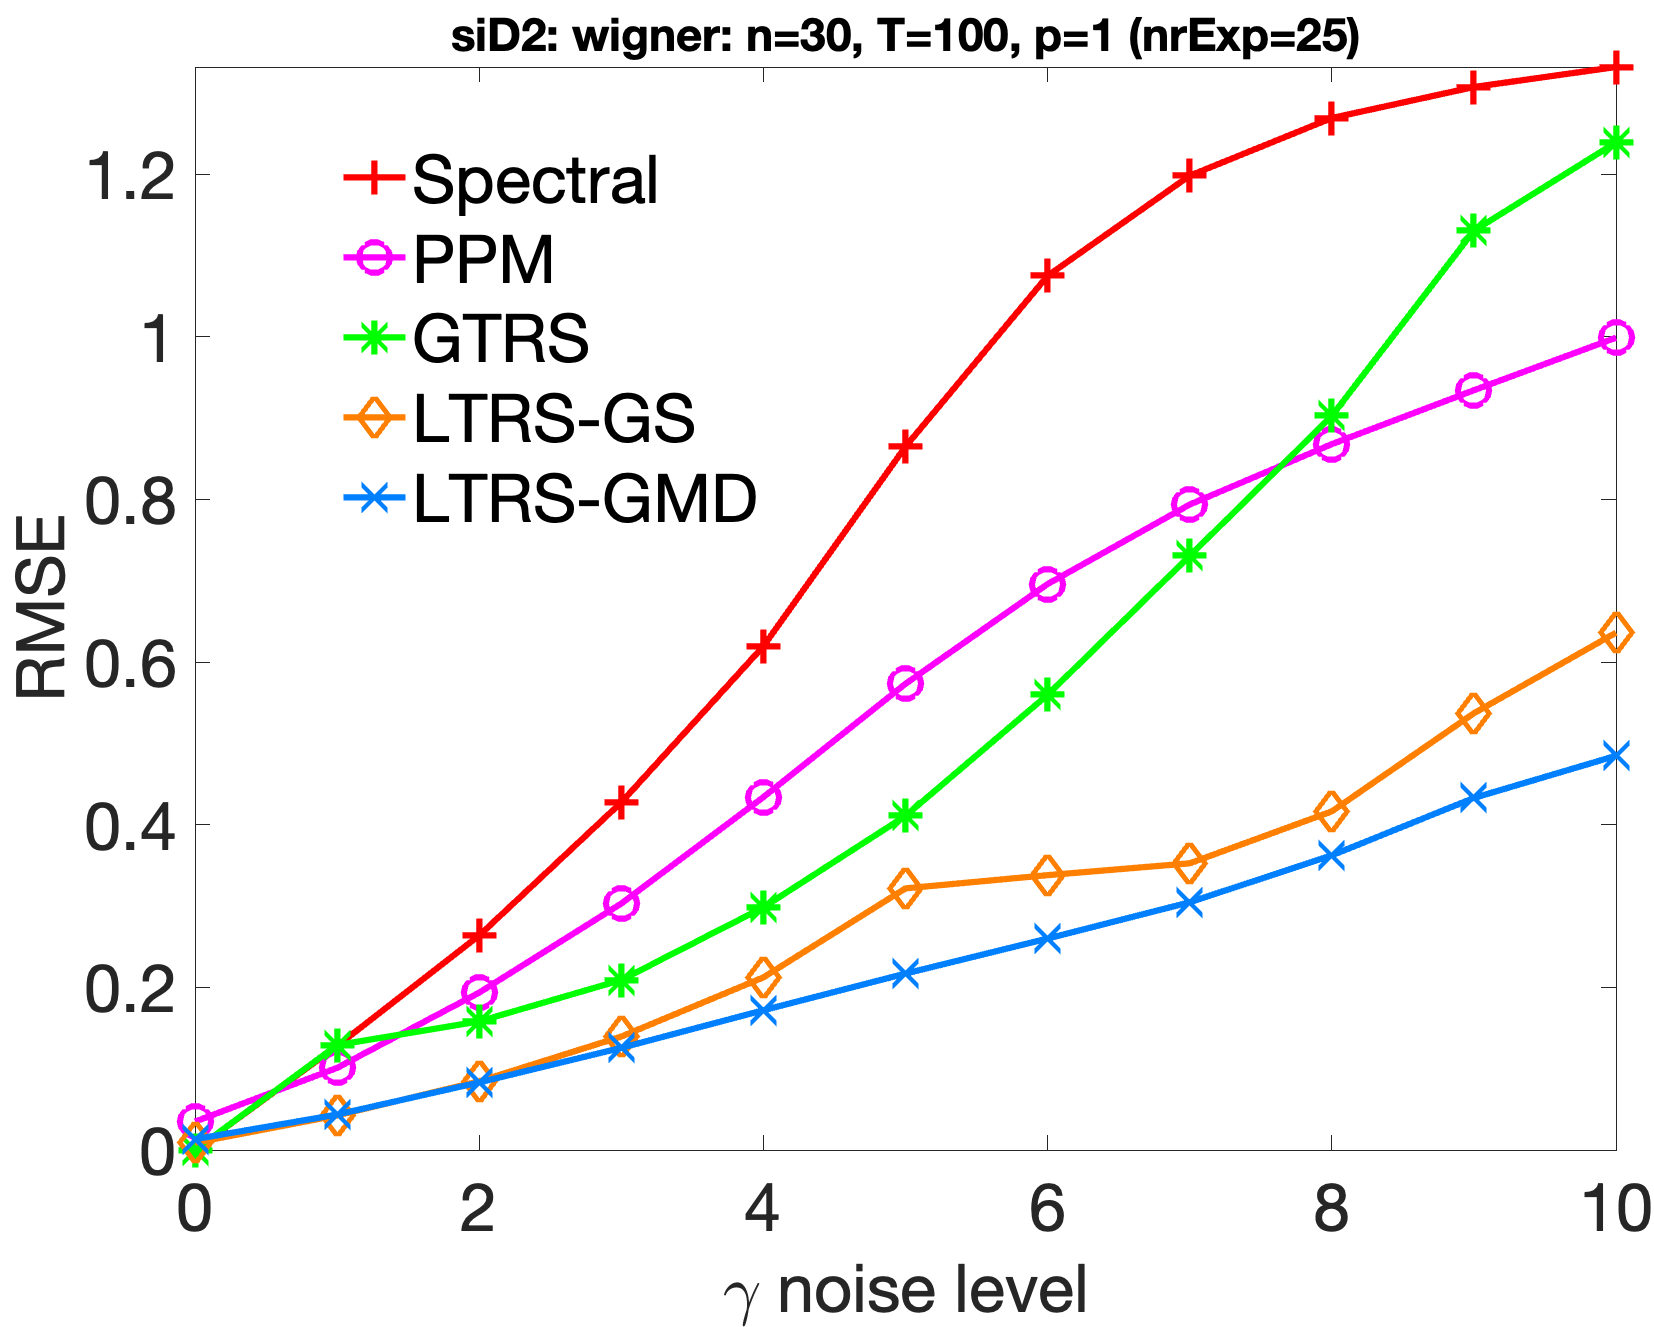 siD2: wigner: n=30, T=100, p=1 (nrExp=25)
Spectral
PPM
GTRS
LTRS-GS
LTRS-GMD
RMSE
1.2
1
0.8
0.6
0.4
0.2
0
0 2 4 6 8 10
γ noise level